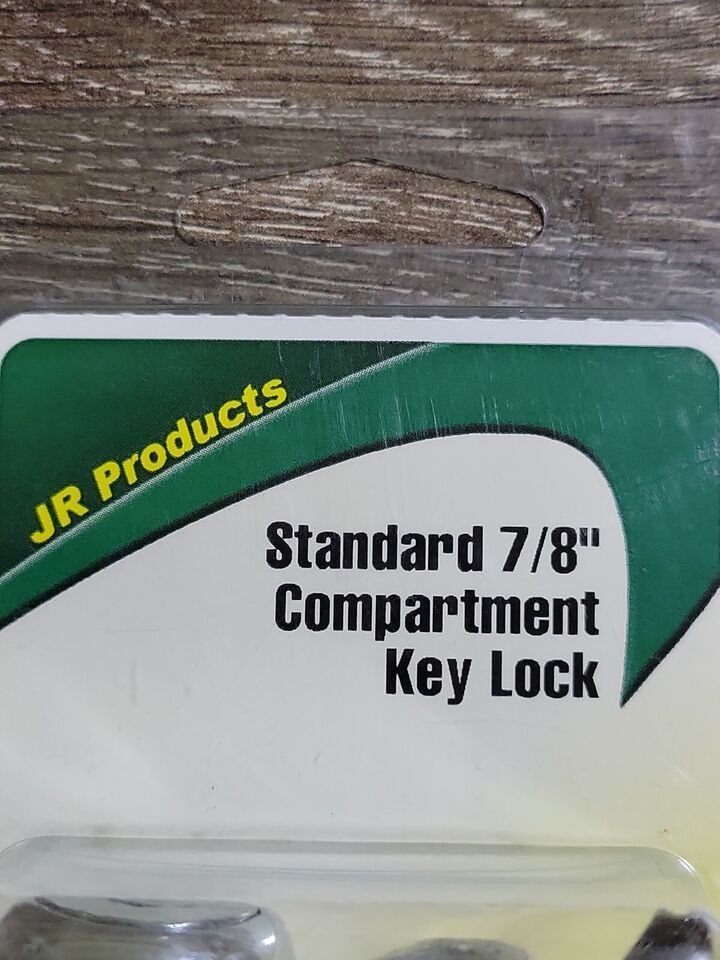 JR Products
Standard 7/8"
Compartment
Key Lock